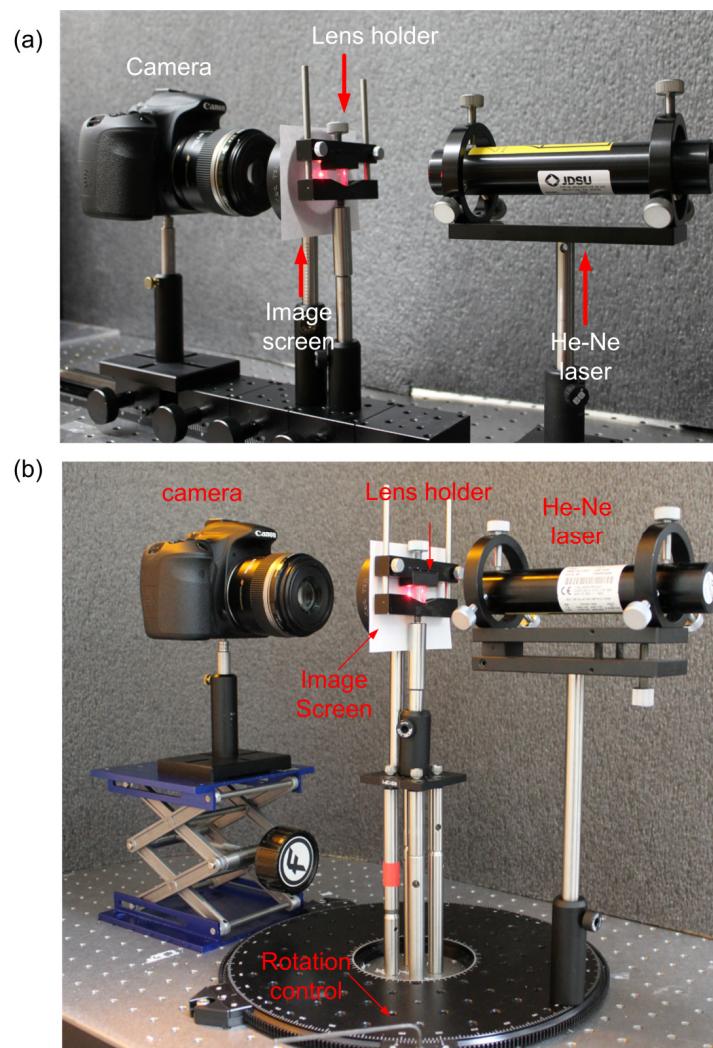 (a)
Lens holder
Camera
Canon
JDSU
Image
screen
He-Ne
laser
(b)
camera
Lens holder
He-Ne
laser
Canon
CE
Image
Screen
Rotation
control